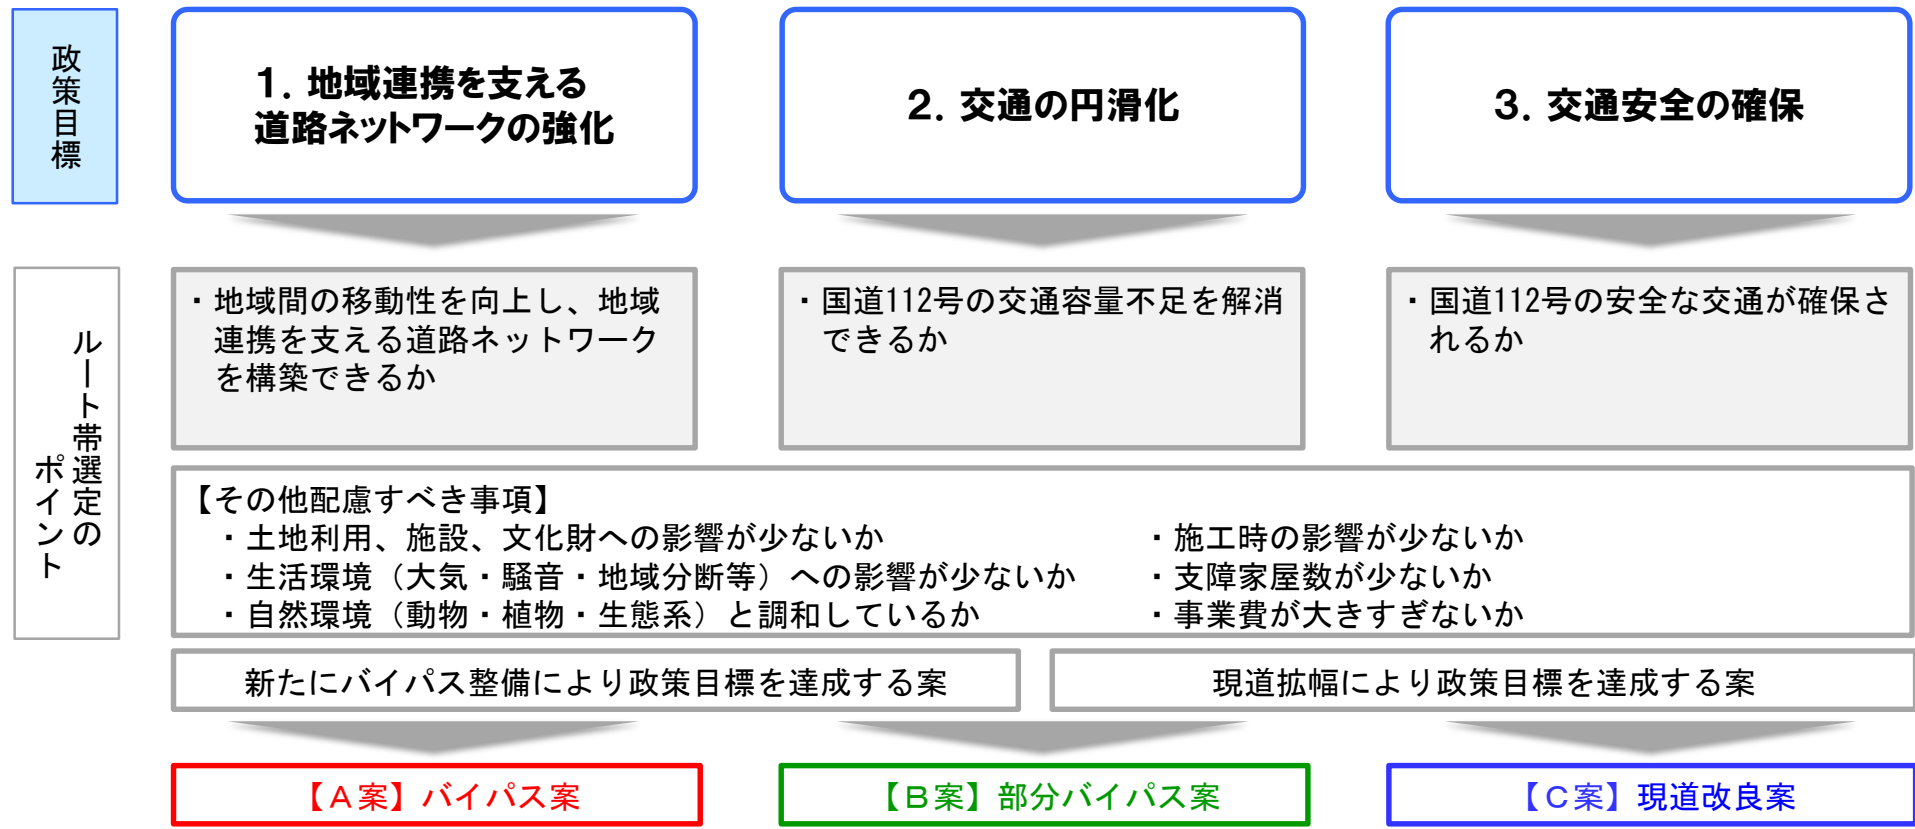 政策目標
１．地域連携を支える
道路ネットワークの強化
２．交通の円滑化
３．交通安全の確保
ルート帯選定の
ポイント
・地域間の移動性を向上し、地域
連携を支える道路ネットワーク
を構築できるか
・国道112号の交通容量不足を解消
できるか
・国道112号の安全な交通が確保さ
れるか
【その他配慮すべき事項】
・土地利用、施設、文化財への影響が少ないか
・生活環境（大気・騒音・地域分断等）への影響が少ないか
・自然環境（動物・植物・生態系）と調和しているか
・施工時の影響が少ないか
・支障家屋数が少ないか
・事業費が大きすぎないか
新たにバイパス整備により政策目標を達成する案
現道拡幅により政策目標を達成する案
【Ａ案】バイパス案
【Ｂ案】部分バイパス案
【Ｃ案】現道改良案